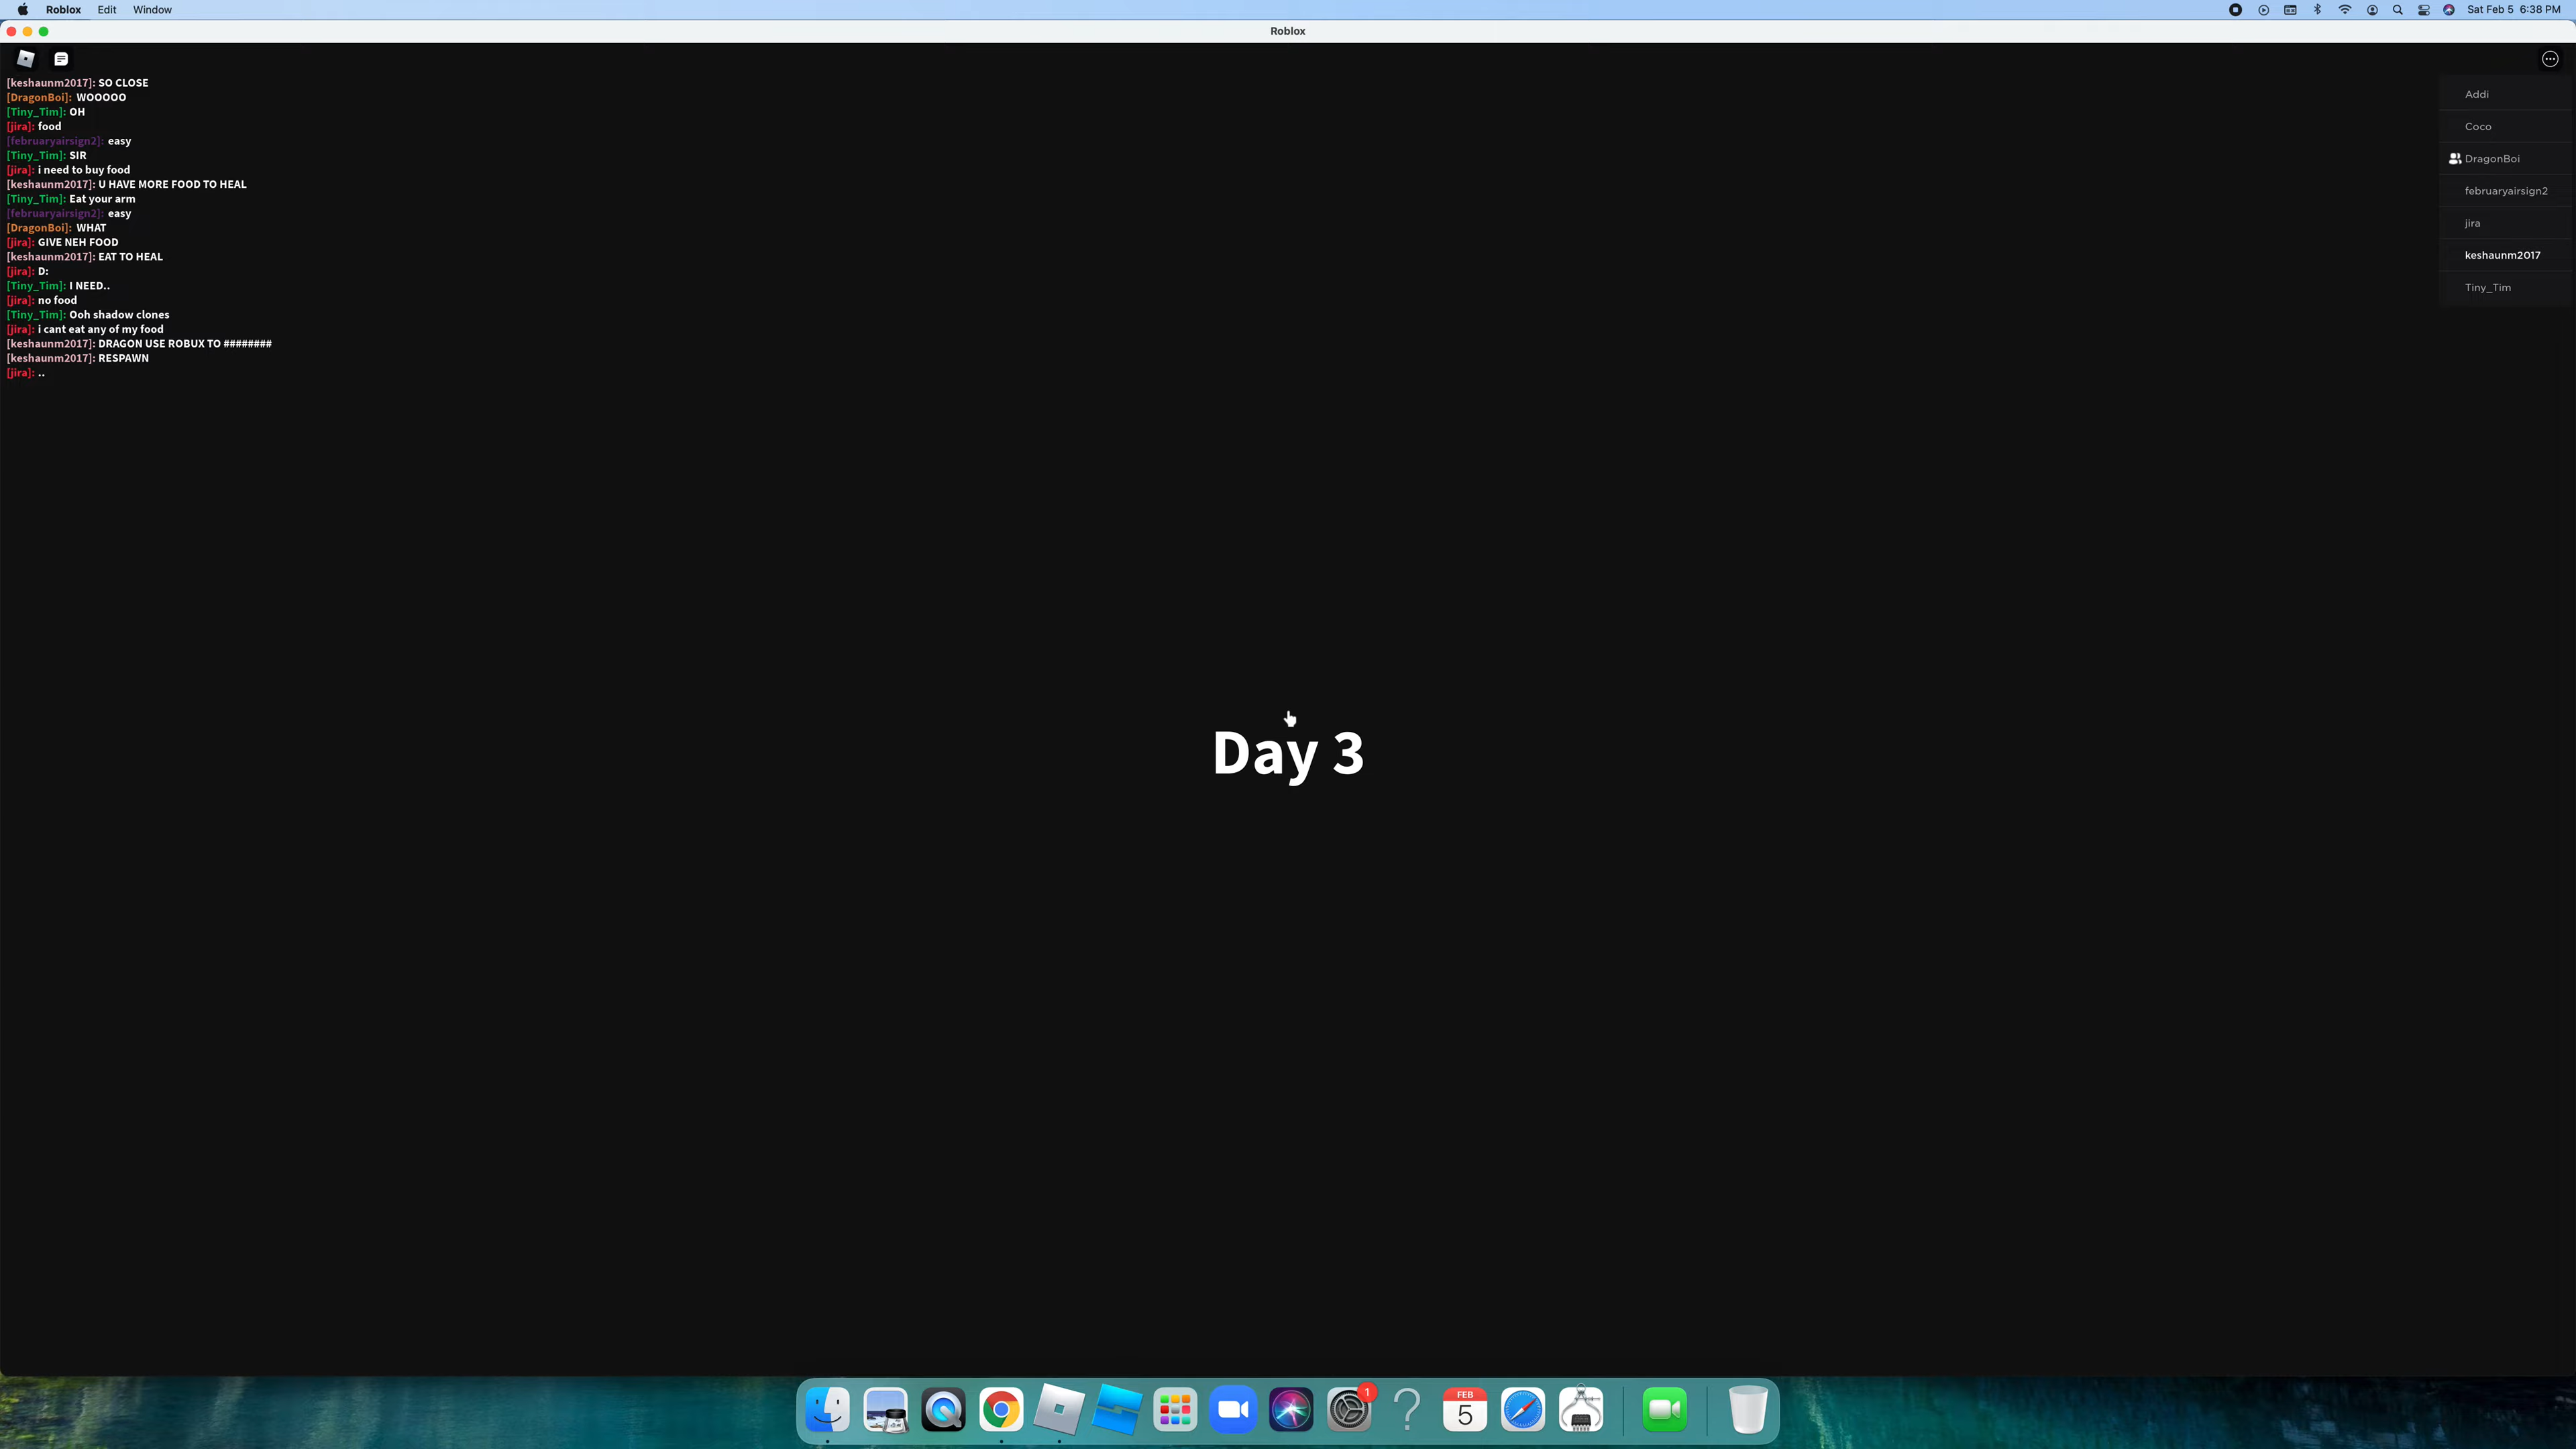 Roblox Edit Window Sat Feb 5 6:38 PM
Roblox
[keshaunm2017]: SO CLOSE
[DragonBoi]: WOOOOO
[Tiny_Tim]: OH
[jira]: food
[februaryairsign2]: easy
[Tiny_Tim]: SIR
[jira]: i need to buy food
[keshaunm2017]: U HAVE MORE FOOD TO HEAL
[Tiny_Tim]: Eat your arm
[februaryairsign2]: easy
[DragonBoi]: WHAT
[jira]: GIVE NEH FOOD
[keshaunm2017]: EAT TO HEAL
[jira]: D:
[Tiny_Tim]: I NEED..
[jira]: no food
[Tiny_Tim]: Ooh shadow clones
[jira]: i cant eat any of my food
[keshaunm2017]: DRAGON USE ROBUX TO ########
[keshaunm2017]: RESPAWN
[jira]: ..
Addi
Coco
DragonBoi
februaryairsign2
jira
keshaunm2017
Tiny_Tim
Day 3
1
FEB
5